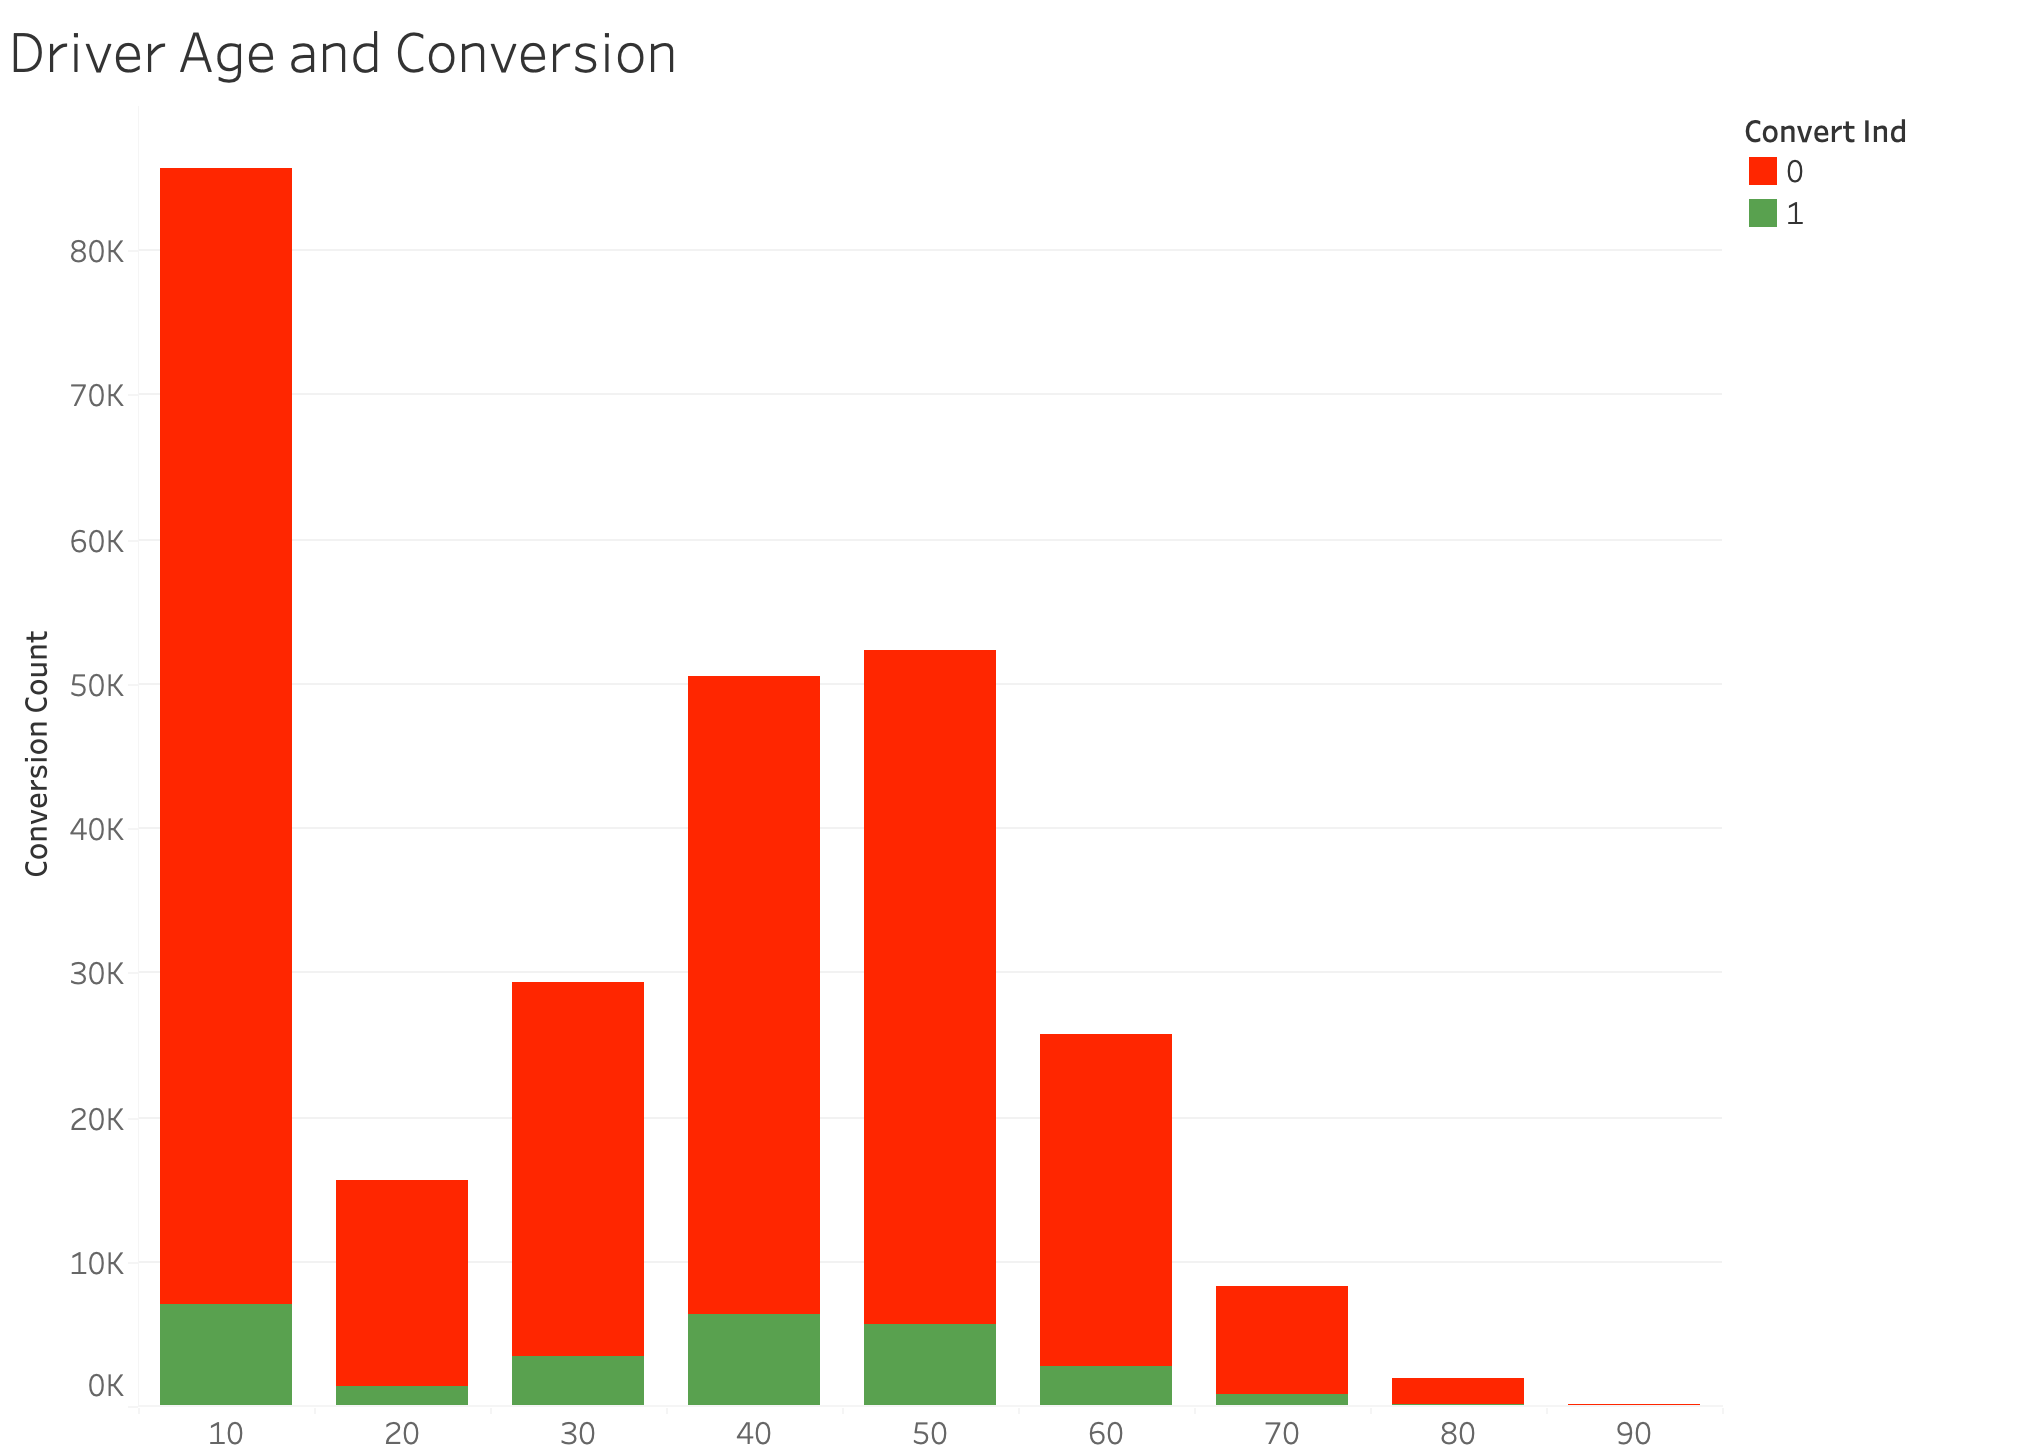 Driver Age and Conversion
Convert Ind
0
1
80K
70K
60K
50K
40K
30K
20K
10K
0K
Conversion Count
10 20 30 40 50 60 70 80 90